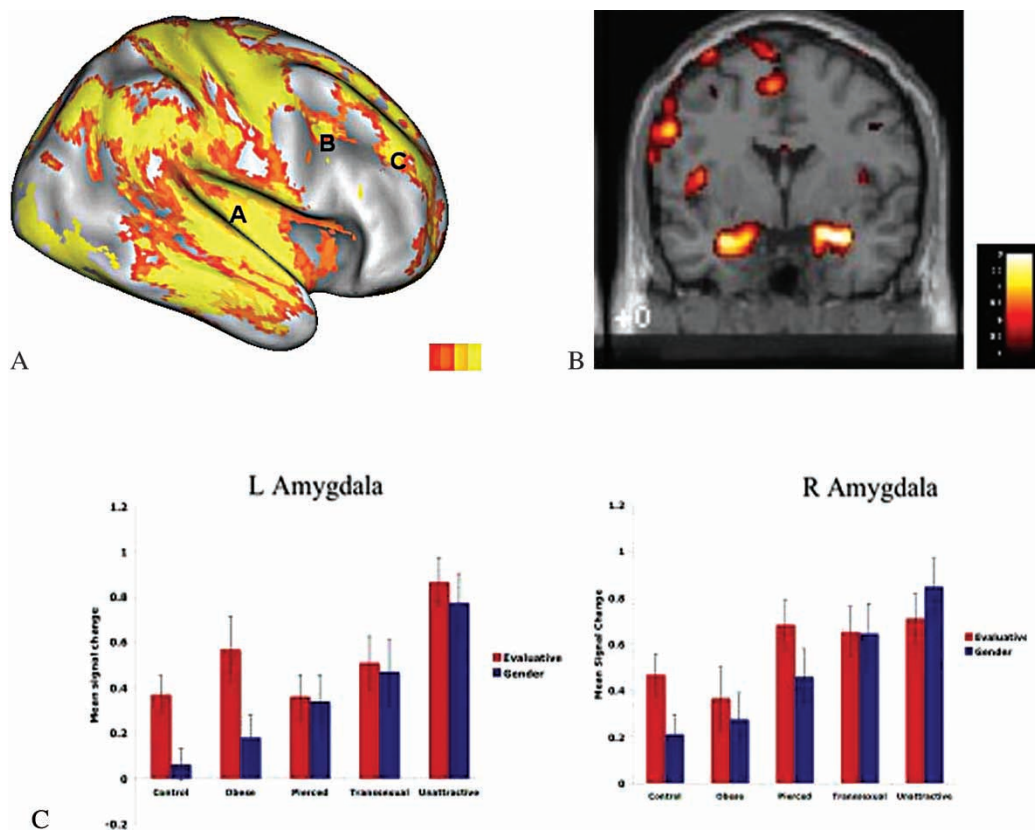 B
C
A
A
+0
B
L Amygdala
R Amygdala
1.2
1
0.8
0.6
0.4
0.2
0
-0.2
Mean signal change
Evaluative
Gender
Control
Obese
Pierced
Transsexual
Unattractive
1.2
1
0.8
0.6
0.4
0.2
0
Mean Signal Change
Evaluative
Gender
Control
Obese
Pierced
Transsexual
Unattractive
C